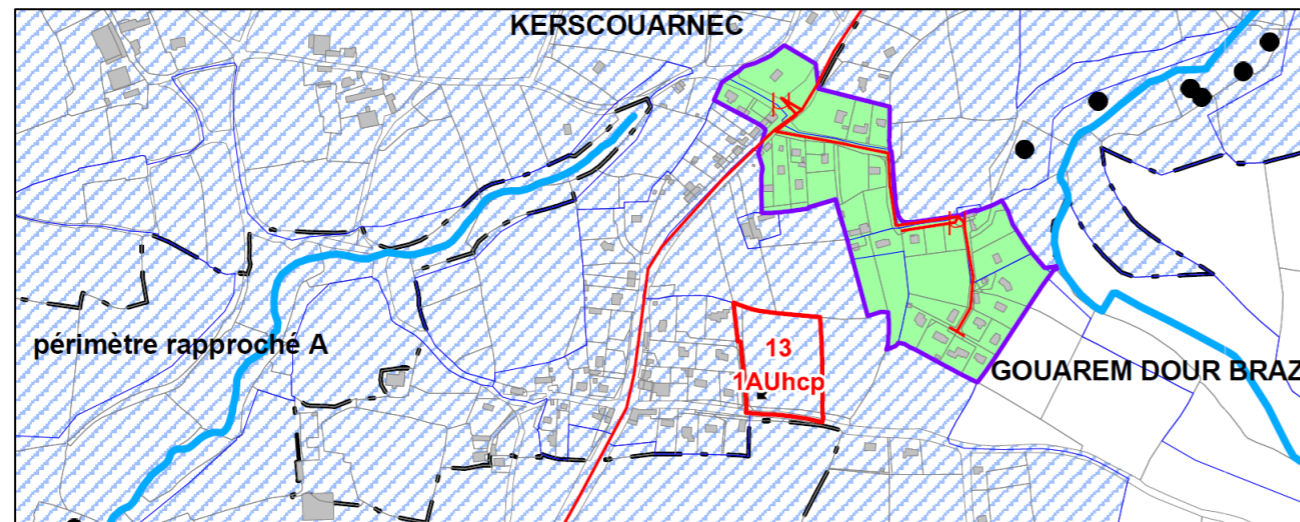 KERSCOUARNEC
périmètre rapproché A
13
1AUhcp
GOUAREM DOUR BRAZ